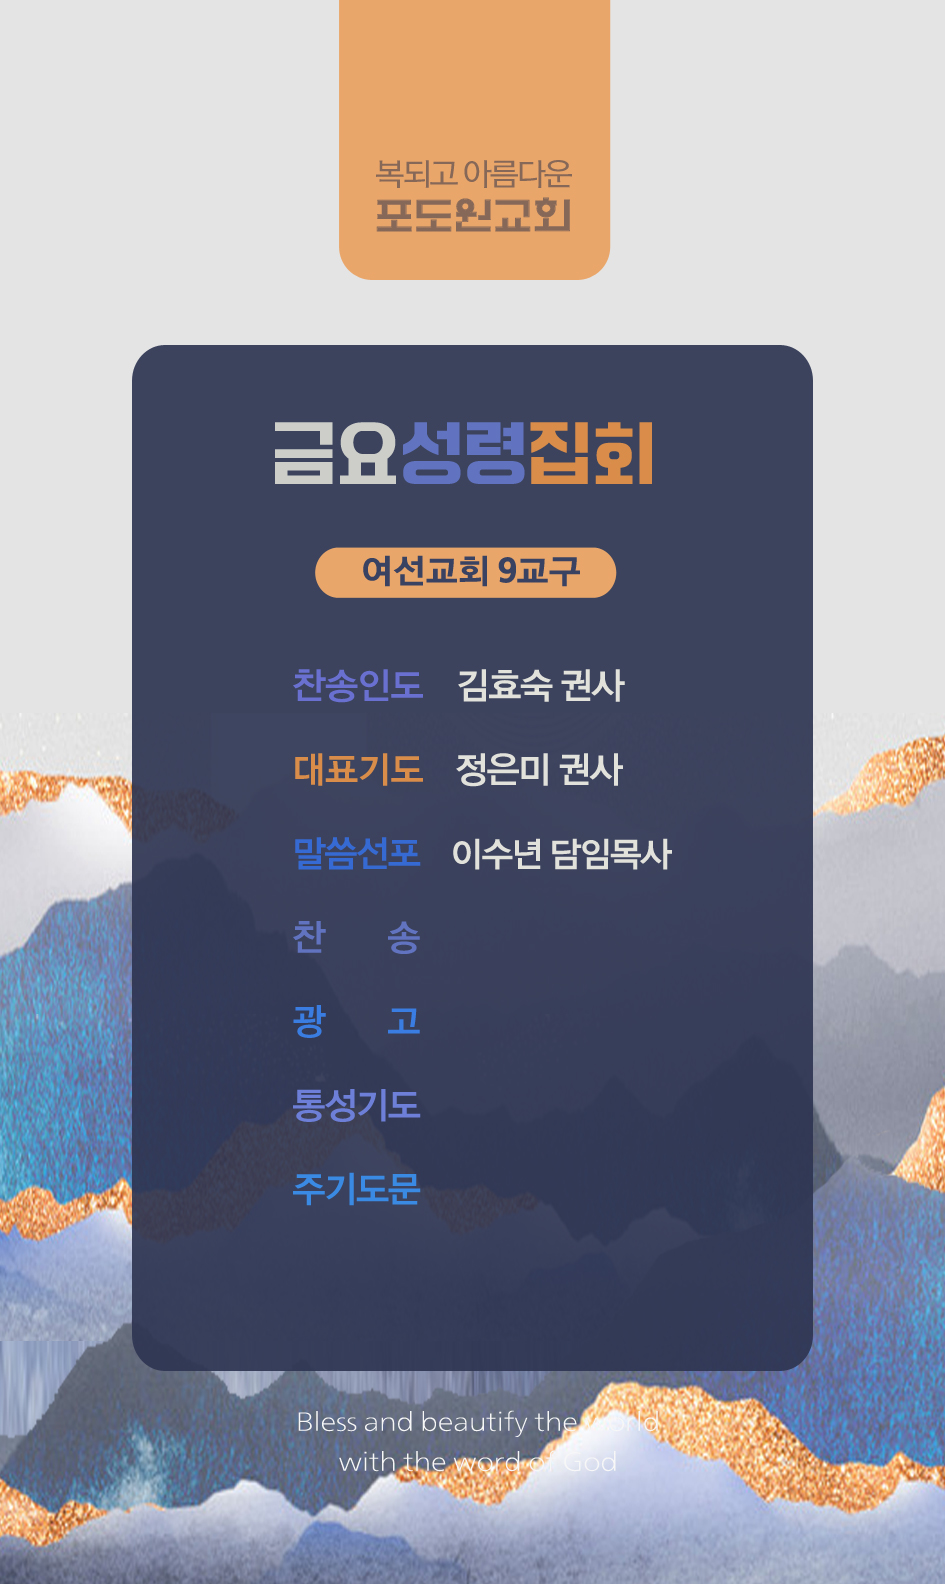 복되고 아름다운
포도원교회
금요성령집회
여선교회 9교구
찬송인도 김효숙 권사
대표기도 정은미 권사
말씀선포 이수년 담임목사
찬 송
광 고
통성기도
주기도문
Bless and beautify the world
with the word of God